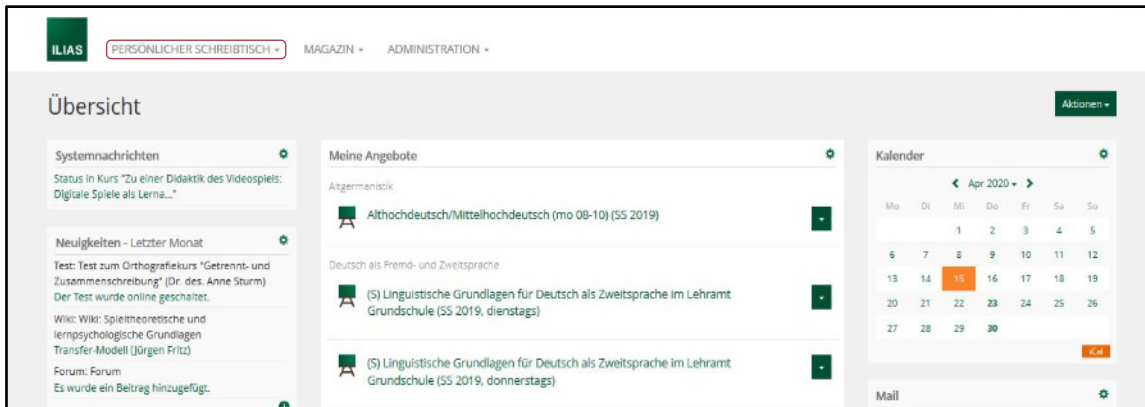 ILIAS
PERSÖNLICHER SCHREIBTISCH
MAGAZIN
ADMINISTRATION
Übersicht
Aktionen
Systemnachrichten
Status in Kurs "Zu einer Didaktik des Videospiels:
Digitale Spiele als Lerna..."
Neuigkeiten - Letzter Monat
Test: Test zum Orthografiekurs "Getrennt- und
Zusammenschreibung" (Dr. des. Anne Sturm)
Der Test wurde online geschaltet.
Wiki: Wiki: Spieltheoretische und
lernpsychologische Grundlagen
Transfer-Modell (Jürgen Fritz)
Forum: Forum
Es wurde ein Beitrag hinzugefügt.
Meine Angebote
Altgermanistik
Althochdeutsch/Mittelhochdeutsch (mo 08-10) (SS 2019)
Deutsch als Fremd- und Zweitsprache
(S) Linguistische Grundlagen für Deutsch als Zweitsprache im Lehramt
Grundschule (SS 2019, dienstags)
(S) Linguistische Grundlagen für Deutsch als Zweitsprache im Lehramt
Grundschule (SS 2019, donnerstags)
Kalender
Apr 2020
Mo Di Mi Do Fr Sa So
1 2 3 4 5
6 7 8 9 10 11 12
13 14 15 16 17 18 19
20 21 22 23 24 25 26
27 28 29 30
iCal
Mail